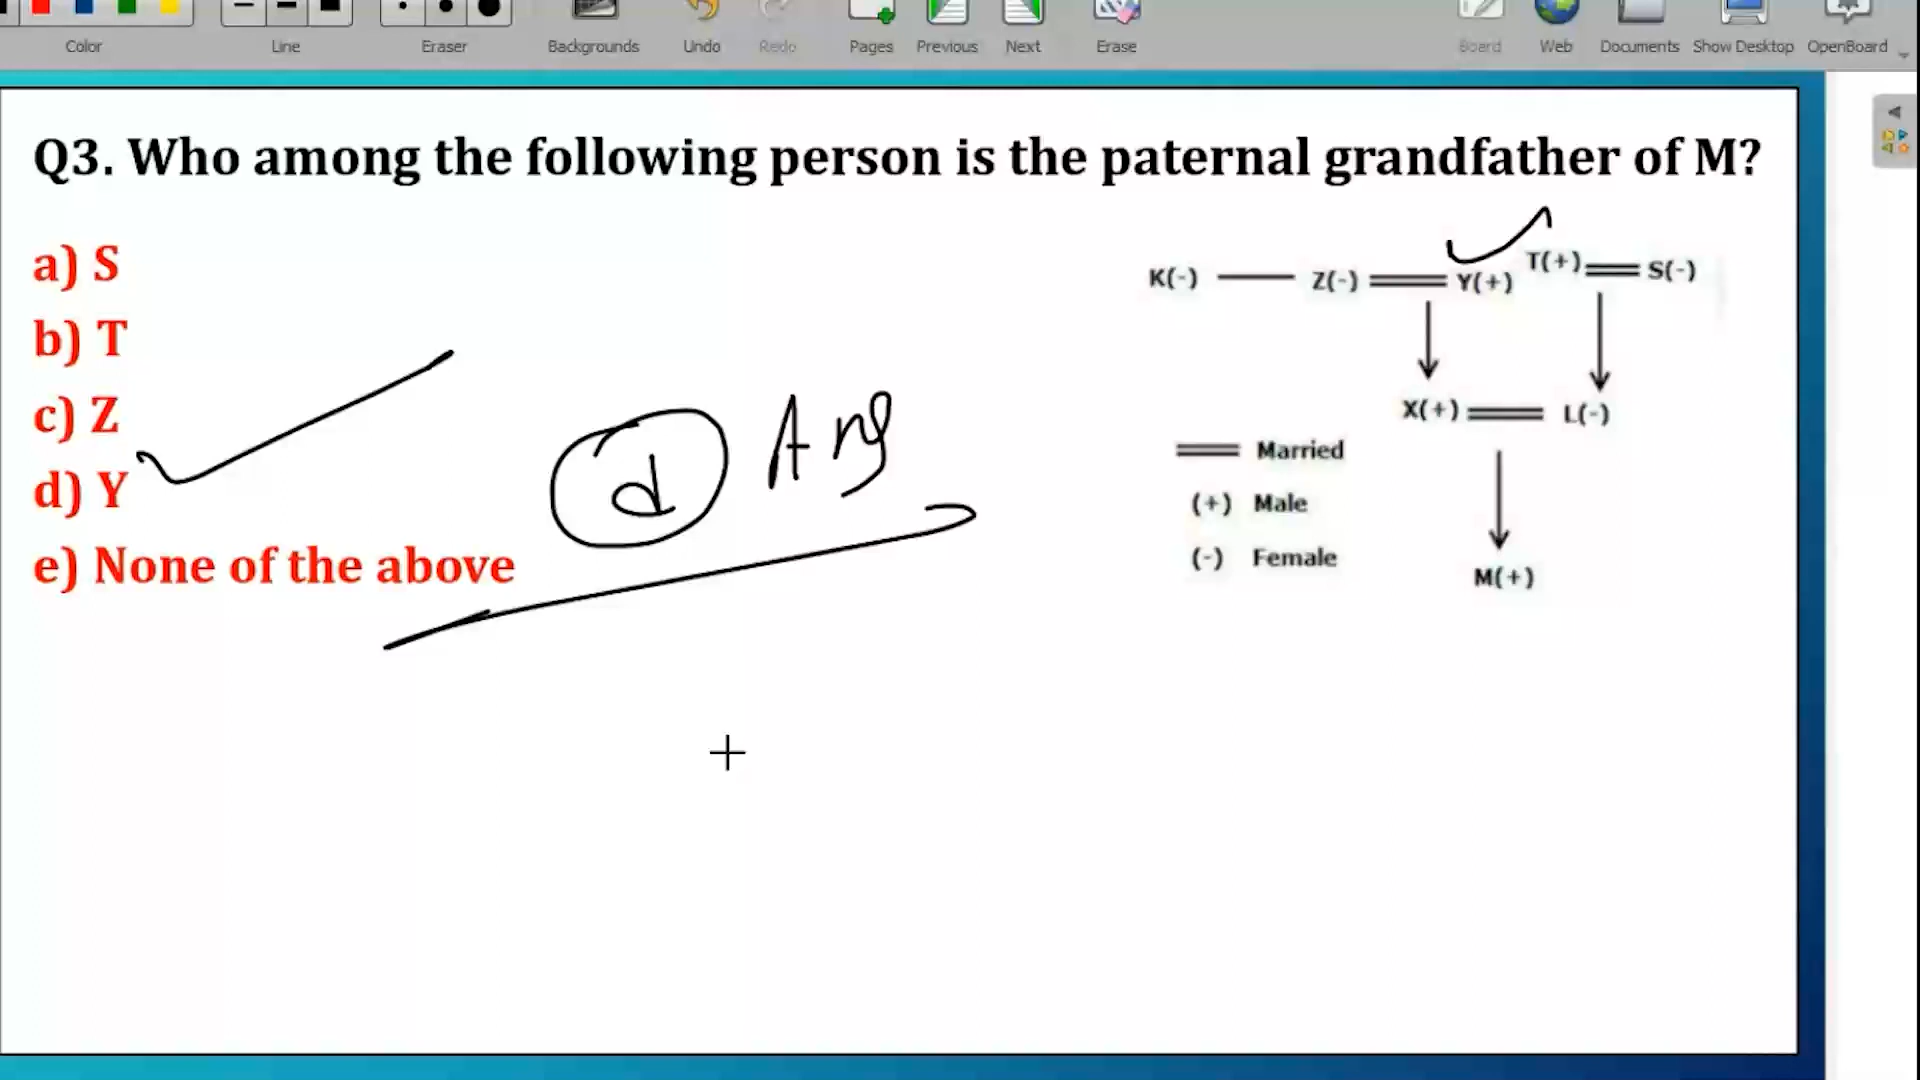 Color Line Eraser Backgrounds Undo Redo Pages Previous Next Erase Board Web Documents Show Desktop OpenBoard
Q3. Who among the following person is the paternal grandfather of M?
a) S
b) T
c) Z
d) Y
e) None of the above
d Ans
K(-) Z(-) Y(+) T(+) S(-)
X(+) L(-)
M(+)
Married
(+) Male
(-) Female